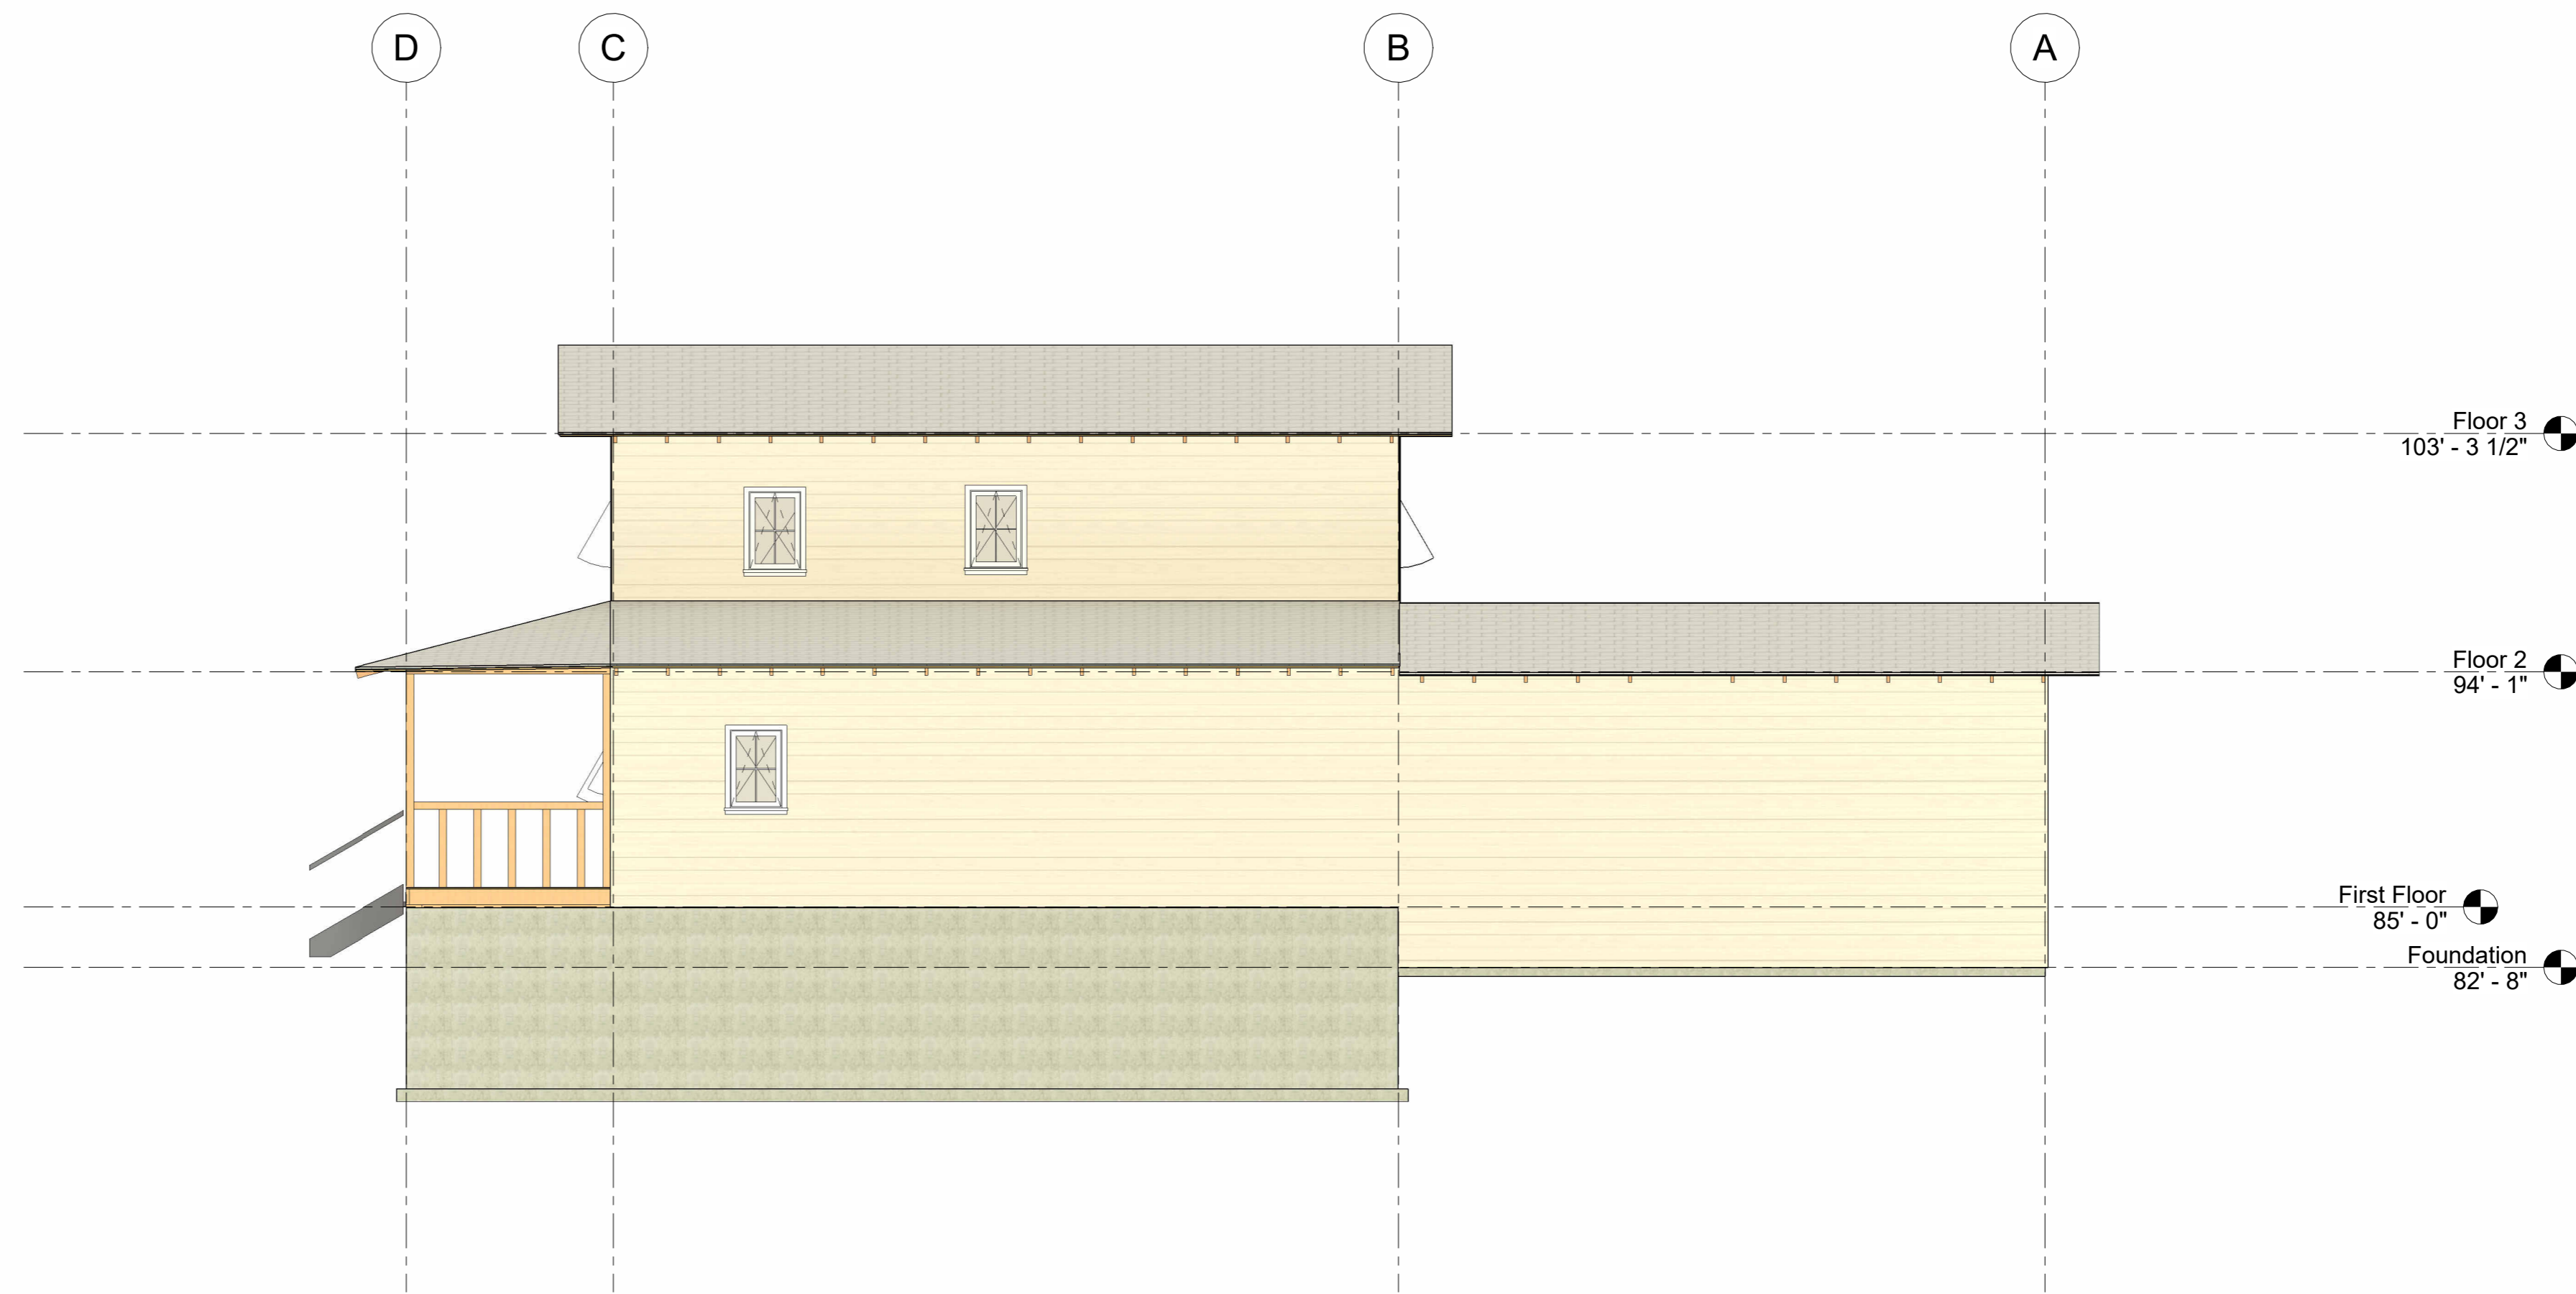 D
C
B
A
Floor 3
103' - 3 1/2"
Floor 2
94' - 1"
First Floor
85' - 0"
Foundation
82' - 8"